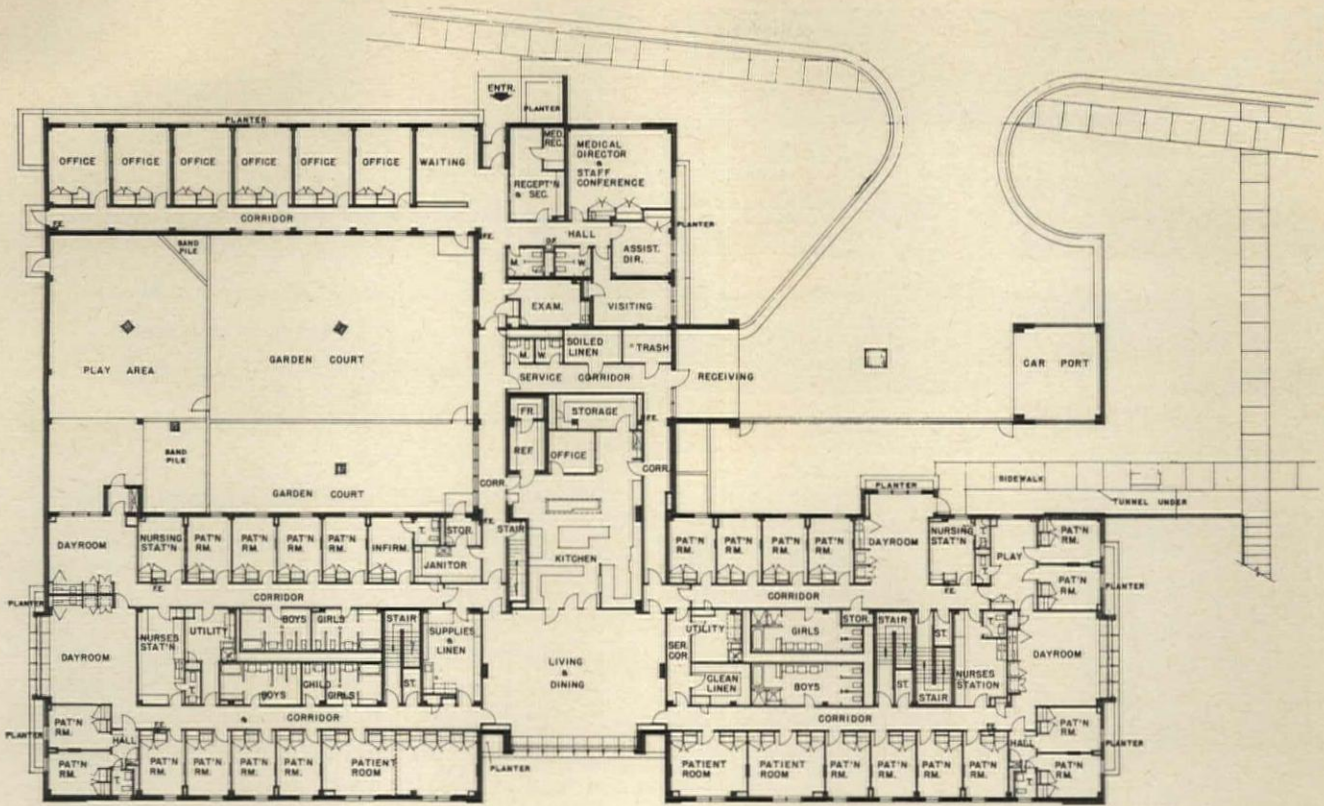 ENTR.
PLANTER
PLANTER
OFFICE
OFFICE
OFFICE
OFFICE
OFFICE
OFFICE
WAITING
MED.
REC.
RECEPT'N
& SEC.
MEDICAL
DIRECTOR
&
STAFF
CONFERENCE
F.E.
CORRIDOR
F.E.
HALL
PLANTER
SAND
PILE
D.F.
M.
W.
ASSIST.
DIR.
EXAM.
VISITING
PLAY AREA
GARDEN COURT
M.
W.
SOILED
LINEN
TRASH
SERVICE CORRIDOR
RECEIVING
CAR PORT
FR.
STORAGE
F.E.
SAND
PILE
REF.
OFFICE
CORR.
CORR.
GARDEN COURT
SIDEWALK
PLANTER
TUNNEL UNDER
F.E.
STAIR
DAYROOM
NURSING
STAT'N
PAT'N
RM.
PAT'N
RM.
PAT'N
RM.
PAT'N
RM.
INFIRM.
T.
STOR.
JANITOR
KITCHEN
PAT'N
RM.
PAT'N
RM.
PAT'N
RM.
PAT'N
RM.
DAYROOM
NURSING
STAT'N
PLAY
PAT'N
RM.
PAT'N
RM.
PLANTER
F.E.
CORRIDOR
CORRIDOR
F.E.
PLANTER
DAYROOM
NURSES
STAT'N
UTILITY
T.
BOYS
GIRLS
STAIR
SUPPLIES
&
LINEN
BOYS
CHILD
GIRLS
ST.
LIVING
&
DINING
SER.
COR.
UTILITY
CLEAN
LINEN
GIRLS
STOR.
BOYS
STAIR
ST.
ST.
STAIR
T.
NURSES
STATION
DAYROOM
PLANTER
PAT'N
RM.
F.E.
CORRIDOR
CORRIDOR
F.E.
PAT'N
RM.
PLANTER
HALL
HALL
PAT'N
RM.
T.
PAT'N
RM.
PAT'N
RM.
PAT'N
RM.
PAT'N
RM.
PATIENT
ROOM
PLANTER
PATIENT
ROOM
PATIENT
ROOM
PAT'N
RM.
PAT'N
RM.
PAT'N
RM.
PAT'N
RM.
T.
PAT'N
RM.